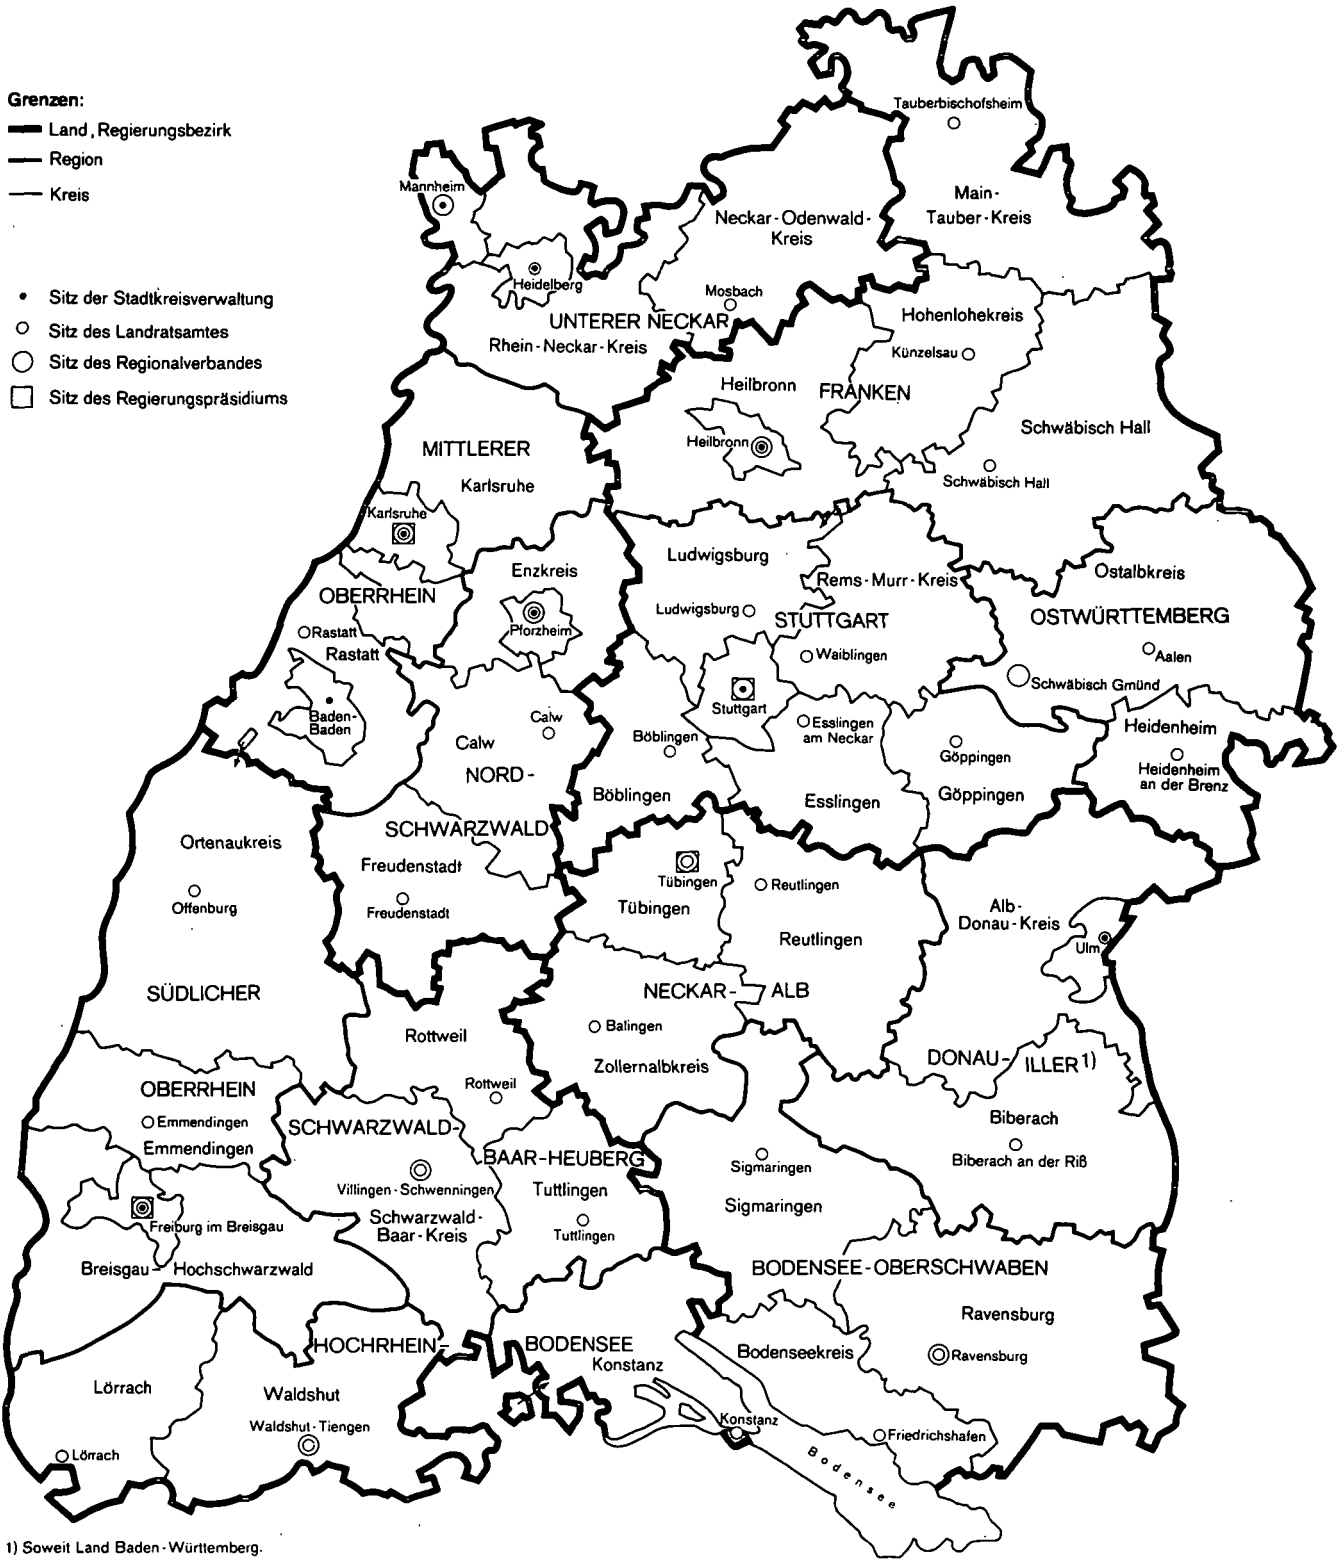 Grenzen:
Land, Regierungsbezirk
Region
Kreis
Sitz der Stadtkreisverwaltung
Sitz des Landratsamtes
Sitz des Regionalverbandes
Sitz des Regierungspräsidiums
Tauberbischofsheim
Main-
Tauber-Kreis
Mannheim
Neckar-Odenwald-
Kreis
Heidelberg
Mosbach
UNTERER NECKAR
Rhein-Neckar-Kreis
Hohenlohekreis
Künzelsau
Heilbronn
FRANKEN
Heilbronn
Schwäbisch Hall
Schwäbisch Hall
MITTLERER
Karlsruhe
Karlsruhe
Enzkreis
OBERRHEIN
Pforzheim
Rastatt
Rastatt
Baden-
Baden
Ludwigsburg
Ludwigsburg
Rems-Murr-Kreis
STUTTGART
Waiblingen
Stuttgart
Ostalbkreis
OSTWÜRTTEMBERG
Aalen
Schwäbisch Gmünd
Heidenheim
Heidenheim
an der Brenz
Calw
Calw
NORD-
SCHWARZWALD
Böblingen
Böblingen
Esslingen
am Neckar
Esslingen
Göppingen
Göppingen
Ortenaukreis
Offenburg
Freudenstadt
Freudenstadt
Tübingen
Tübingen
Reutlingen
Reutlingen
Alb-
Donau-Kreis
Ulm
SÜDLICHER
NECKAR-ALB
Rottweil
Balingen
Zollernalbkreis
Rottweil
DONAU-ILLER 1)
OBERRHEIN
Emmendingen
Emmendingen
SCHWARZWALD-
BAAR-HEUBERG
Biberach
Biberach an der Riß
Sigmaringen
Sigmaringen
Villingen-Schwenningen
Tuttlingen
Tuttlingen
Schwarzwald-
Baar-Kreis
Freiburg im Breisgau
Breisgau-Hochschwarzwald
BODENSEE-OBERSCHWABEN
Ravensburg
Ravensburg
Bodenseekreis
HOCHRHEIN-
BODENSEE
Konstanz
Lörrach
Waldshut
Waldshut-Tiengen
Lörrach
Konstanz
Friedrichshafen
Bodensee
1) Soweit Land Baden-Württemberg.